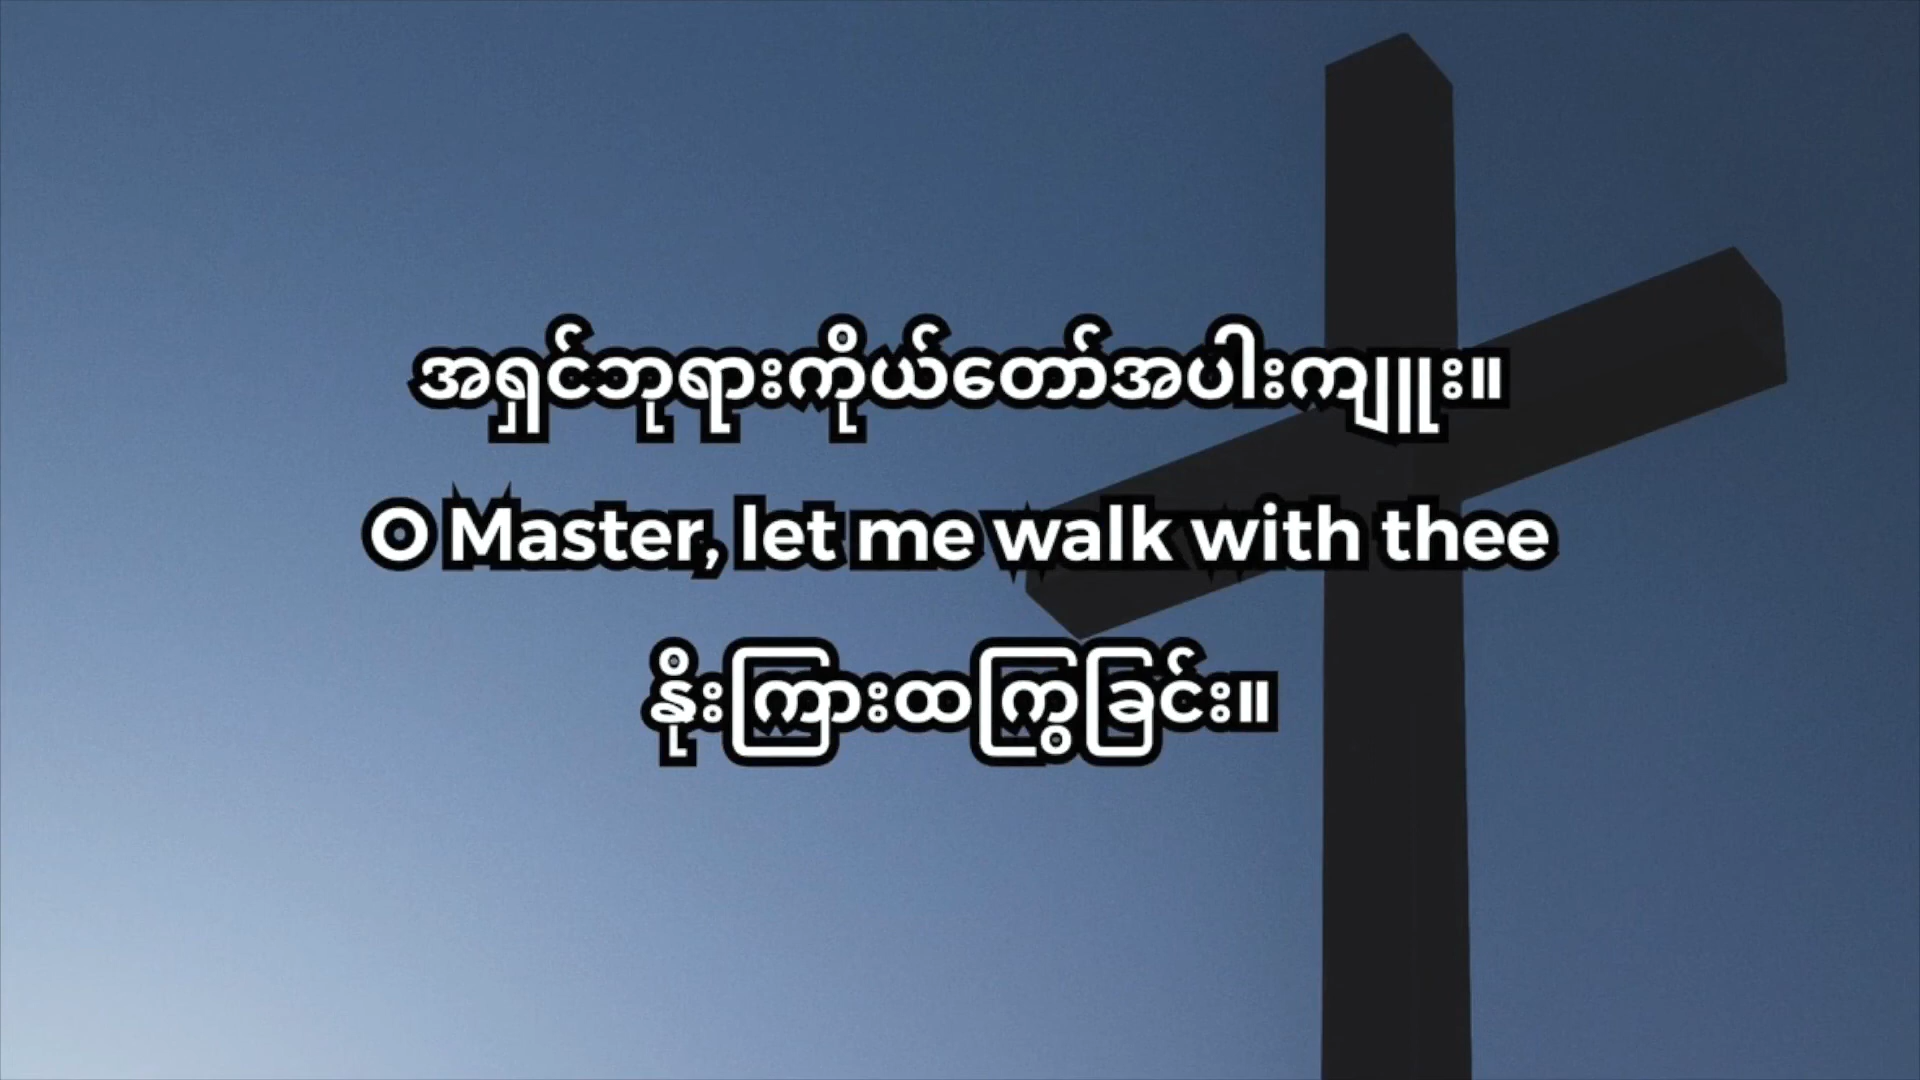 အရှင်ဘုရားကိုယ်တော်အပါးကျူူး။
O Master, let me walk with thee
နိုးကြားထကြွခြင်း။